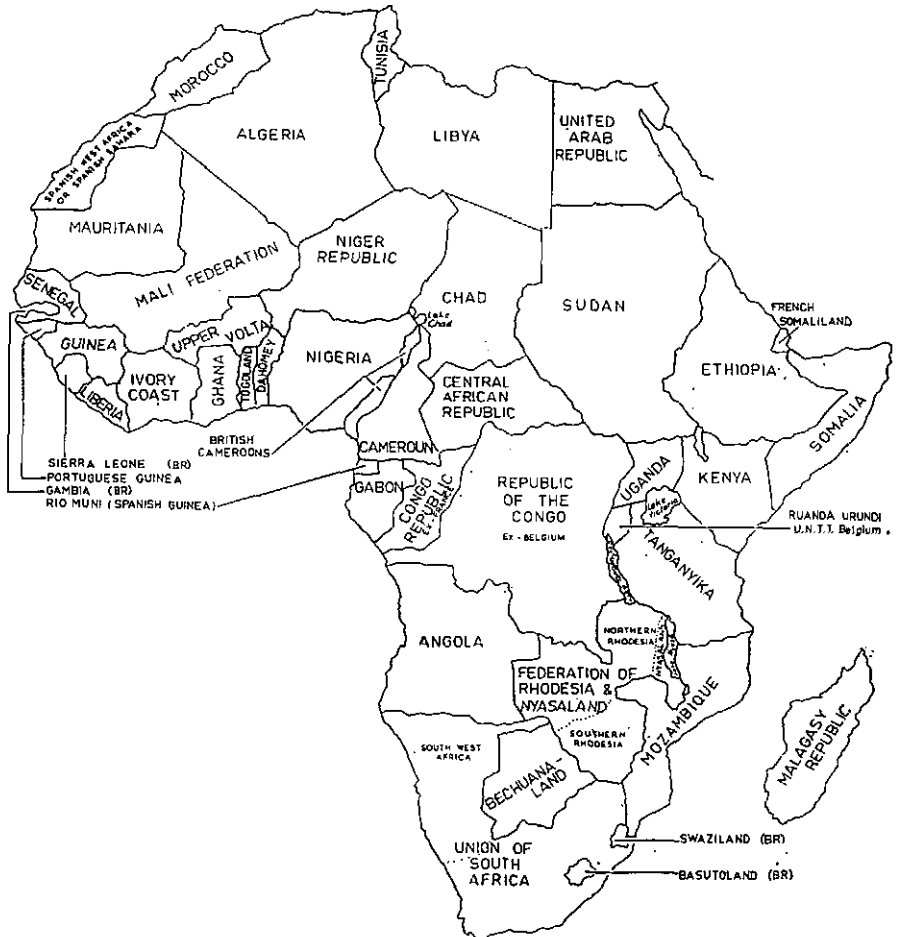 TUNISIA
MOROCCO
ALGERIA
LIBYA
UNITED
ARAB
REPUBLIC
SPANISH WEST AFRICA
OR SPANISH SAHARA
MAURITANIA
MALI FEDERATION
NIGER
REPUBLIC
CHAD
Lake
Chad
SUDAN
SENEGAL
UPPER VOLTA
FRENCH
SOMALILAND
GUINEA
IVORY
COAST
GHANA
TOGOLAND
DAHOMEY
NIGERIA
ETHIOPIA
LIBERIA
CENTRAL
AFRICAN
REPUBLIC
SOMALIA
BRITISH
CAMEROONS
CAMEROUN
SIERRA LEONE (BR)
PORTUGUESE GUINEA
GAMBIA (BR)
RIO MUNI (SPANISH GUINEA)
GABON
CONGO
REPUBLIC
Ex. FRANCE
REPUBLIC
OF THE
CONGO
EX-BELGIUM
UGANDA
KENYA
Lake
Victoria
RUANDA URUNDI
U.N.T.T. Belgium.
TANGANYIKA
ANGOLA
NORTHERN
RHODESIA
NYASALAND
FEDERATION OF
RHODESIA &
NYASALAND
MOZAMBIQUE
SOUTH WEST
AFRICA
SOUTHERN
RHODESIA
BECHUANA-
LAND
MALAGASY
REPUBLIC
UNION OF
SOUTH
AFRICA
SWAZILAND (BR)
BASUTOLAND (BR)